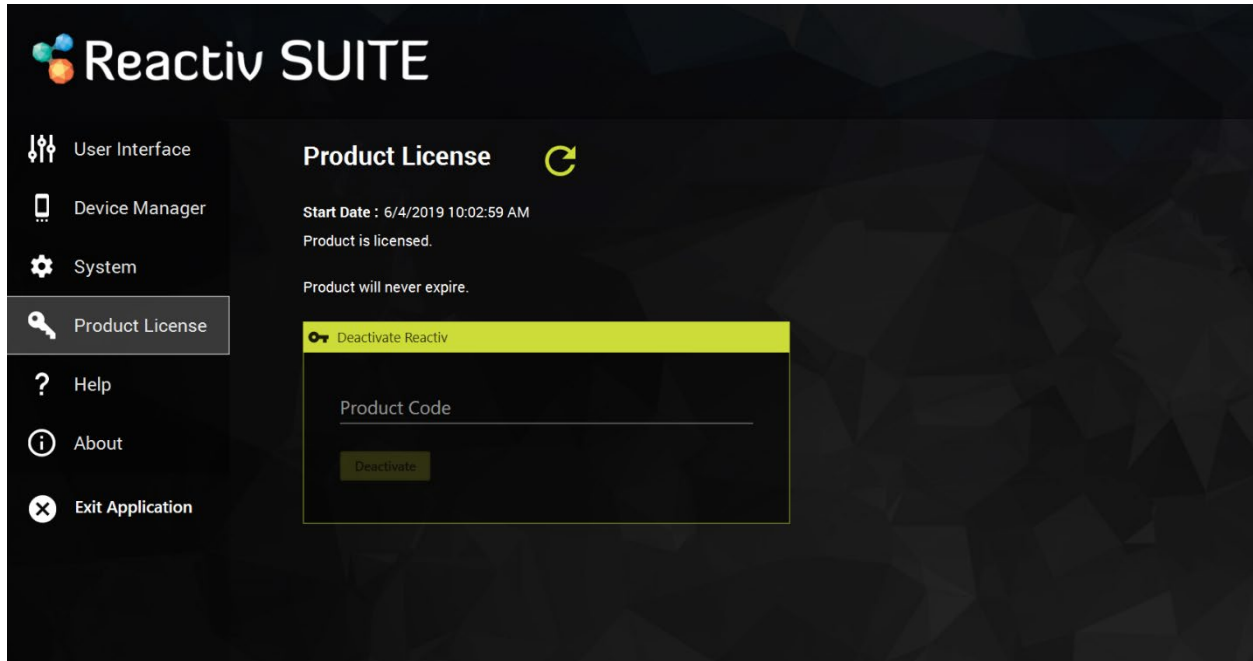 Reactiv SUITE
User Interface
Device Manager
System
Product License
Help
About
Exit Application
Product License
Start Date : 6/4/2019 10:02:59 AM
Product is licensed.
Product will never expire.
Deactivate Reactiv
Product Code
Deactivate